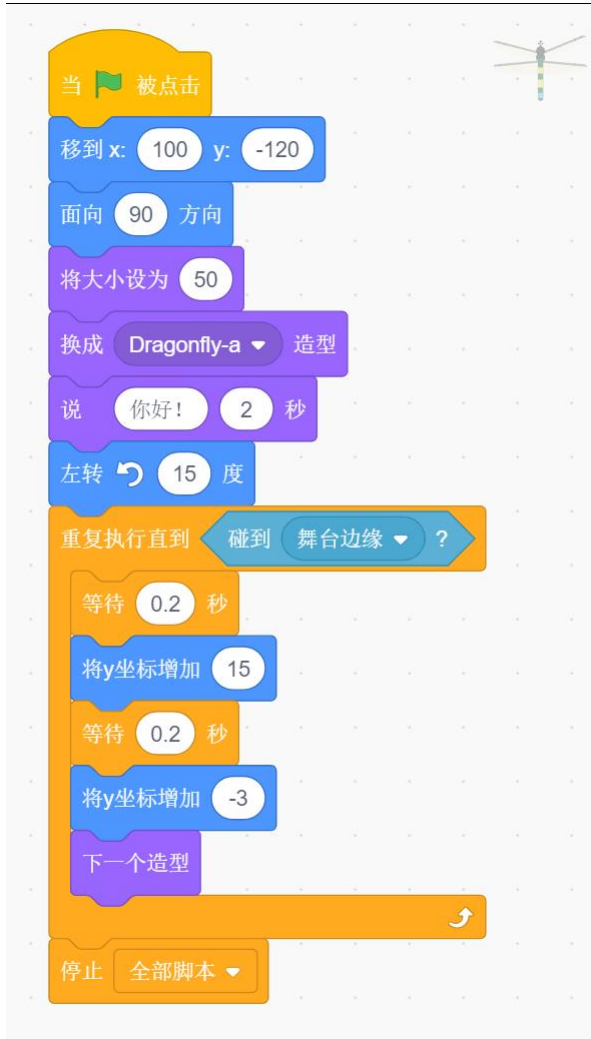 当 被点击
移到 x: 100 y: -120
面向 90 方向
将大小设为 50
换成 Dragonfly-a 造型
说 你好! 2 秒
左转 15 度
重复执行直到 碰到 舞台边缘 ?
等待 0.2 秒
将y坐标增加 15
等待 0.2 秒
将y坐标增加 -3
下一个造型
停止 全部脚本